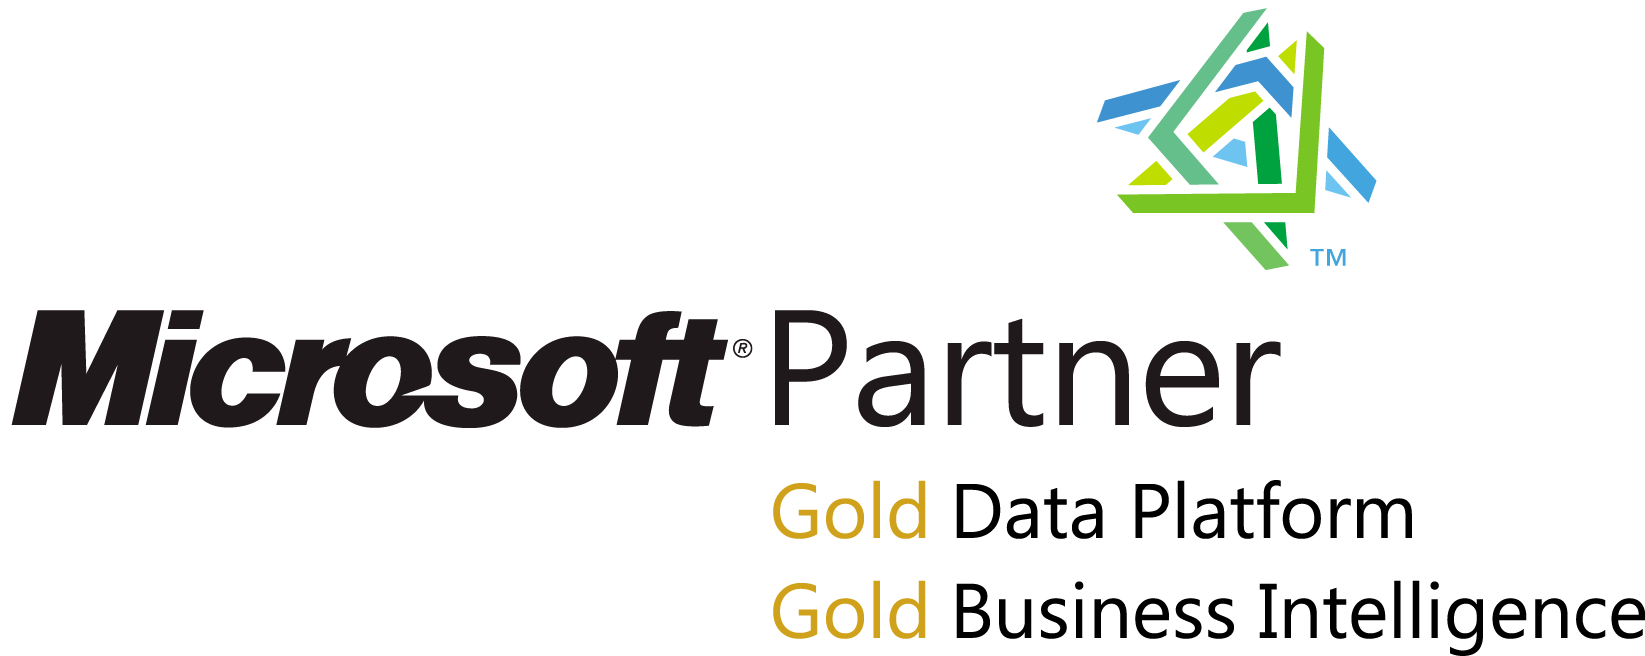 ™
Microsoft® Partner
Gold Data Platform
Gold Business Intelligence